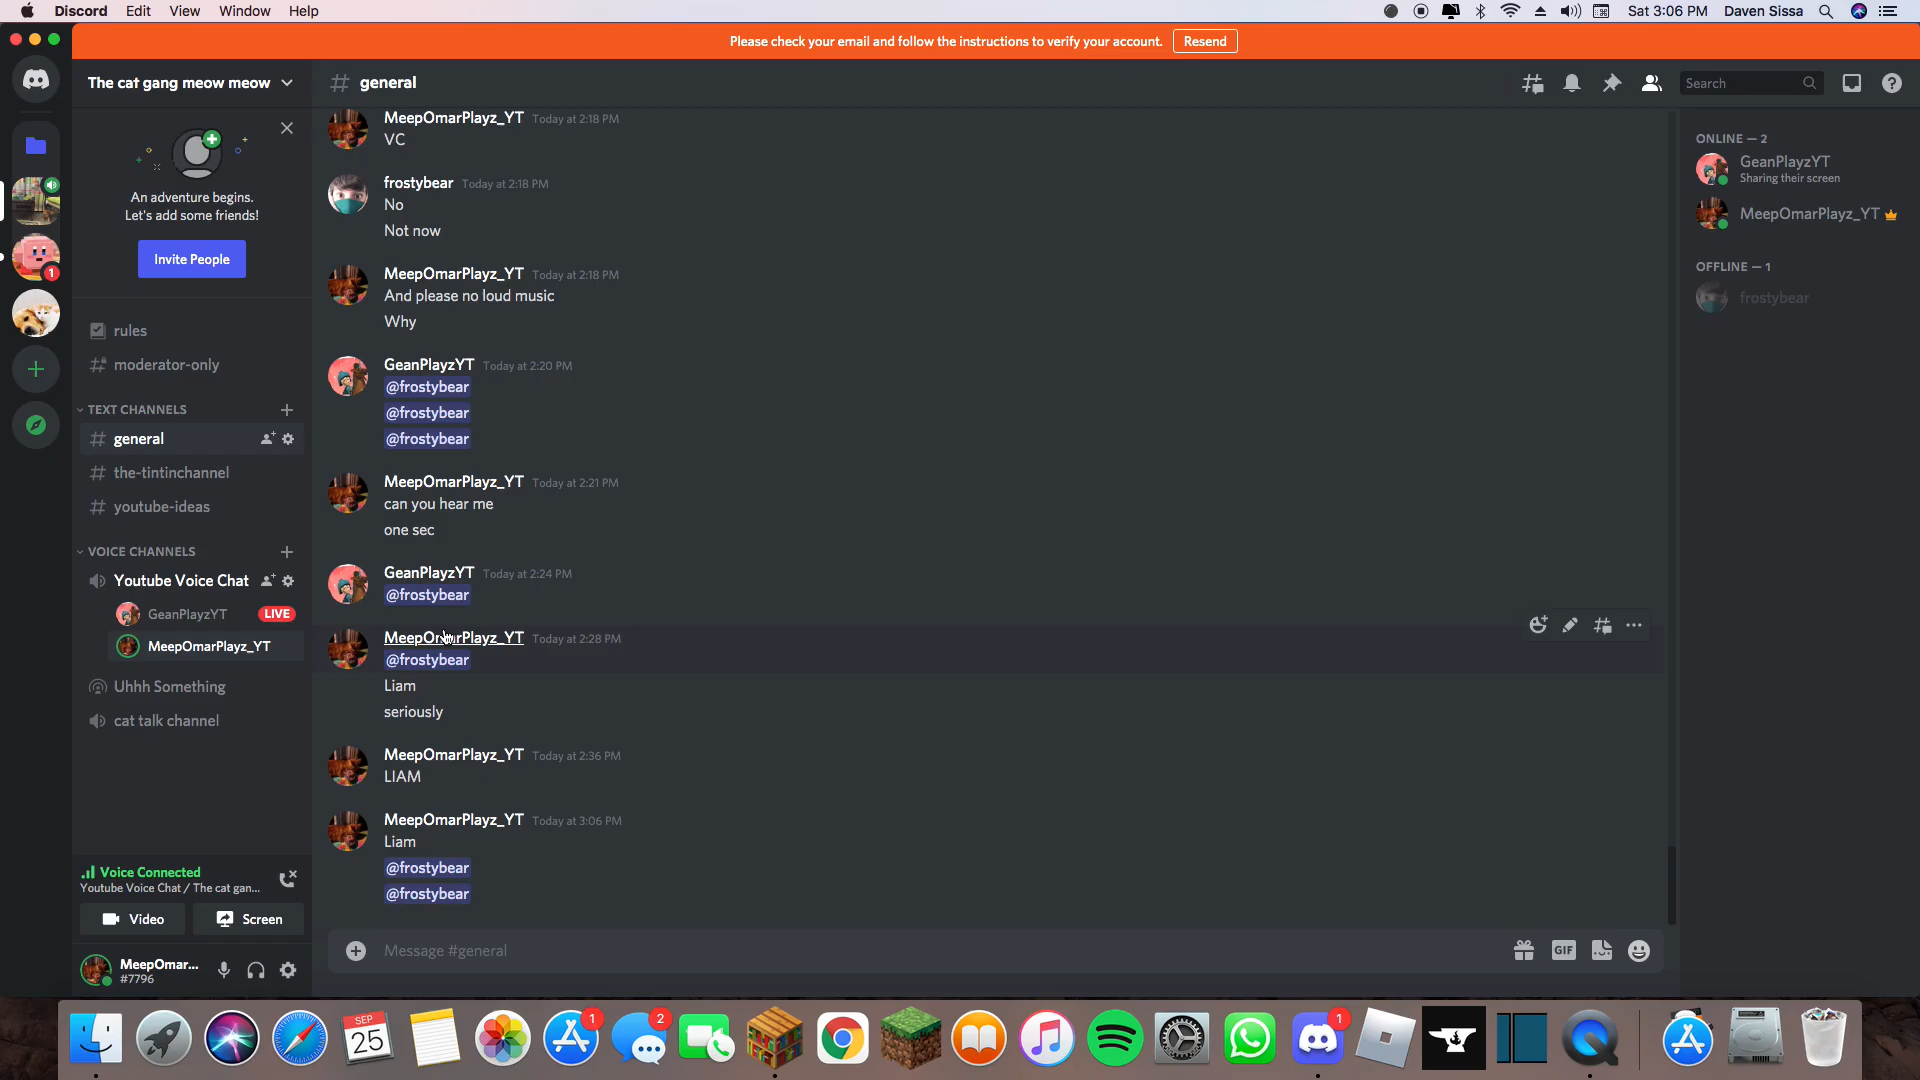 Discord Edit View Window Help
Sat 3:06 PM Daven Sissa
Please check your email and follow the instructions to verify your account. Resend
The cat gang meow meow
An adventure begins.
Let's add some friends!
Invite People
rules
moderator-only
TEXT CHANNELS
general
the-tintinchannel
youtube-ideas
VOICE CHANNELS
Youtube Voice Chat
GeanPlayzYT LIVE
MeepOmarPlayz_YT
Uhhh Something
cat talk channel
Voice Connected
Youtube Voice Chat / The cat gan...
Video Screen
MeepOmar...
#7796
1
# general
Search
MeepOmarPlayz_YT Today at 2:18 PM
VC
frostybear Today at 2:18 PM
No
Not now
MeepOmarPlayz_YT Today at 2:18 PM
And please no loud music
Why
GeanPlayzYT Today at 2:20 PM
@frostybear
@frostybear
@frostybear
MeepOmarPlayz_YT Today at 2:21 PM
can you hear me
one sec
GeanPlayzYT Today at 2:24 PM
@frostybear
MeepOmarPlayz_YT Today at 2:28 PM
@frostybear
Liam
seriously
MeepOmarPlayz_YT Today at 2:36 PM
LIAM
MeepOmarPlayz_YT Today at 3:06 PM
Liam
@frostybear
@frostybear
Message #general
GIF
ONLINE — 2
GeanPlayzYT
Sharing their screen
MeepOmarPlayz_YT
OFFLINE — 1
frostybear
SEP
25
1
2
1